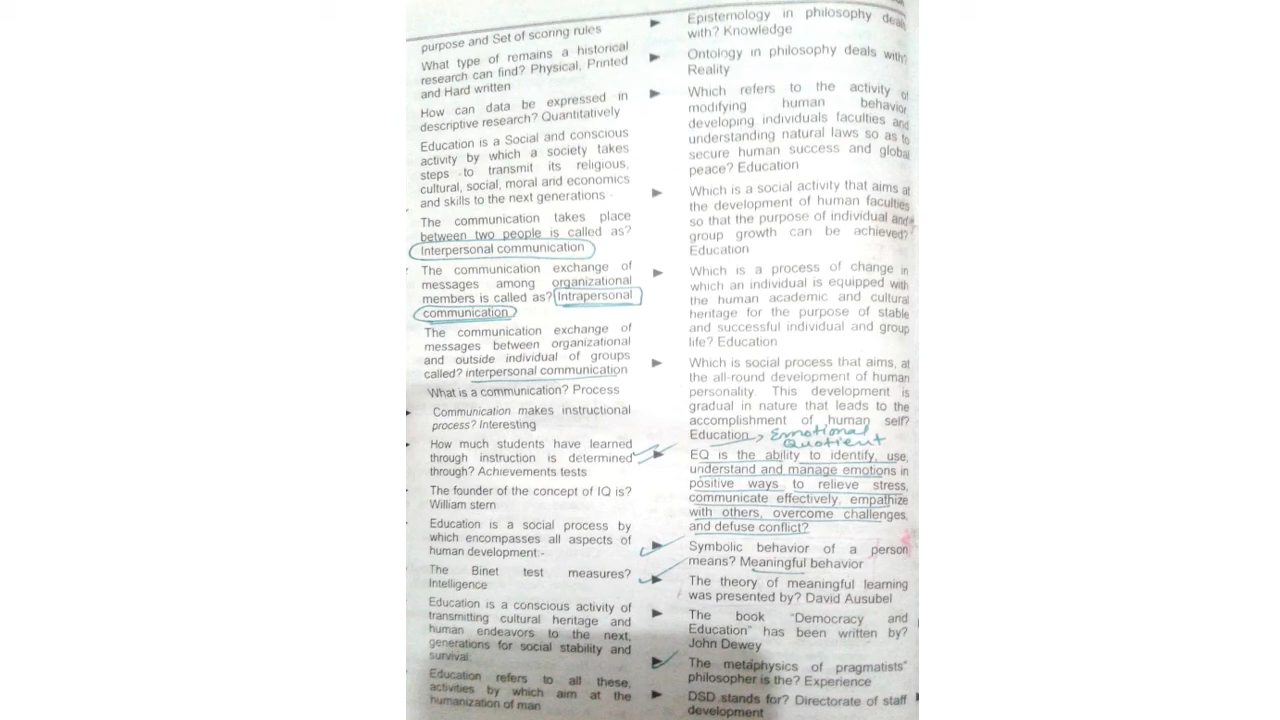 purpose and Set of scoring rules
What type of remains a historical
research can find? Physical, Printed
and Hard written
How can data be expressed in
descriptive research? Quantitatively
Education is a Social and conscious
activity by which a society takes
steps to transmit its religious,
cultural, social, moral and economics
and skills to the next generations -
The communication takes place
between two people is called as?
Interpersonal communication
The communication exchange of
messages among organizational
members is called as? Intrapersonal
communication
The communication exchange of
messages between organizational
and outside individual of groups
called? interpersonal communication
What is a communication? Process
Communication makes instructional
process? Interesting
How much students have learned
through instruction is determined
through? Achievements tests
The founder of the concept of IQ is?
William stern
Education is a social process by
which encompasses all aspects of
human development:-
The Binet test measures?
Intelligence
Education is a conscious activity of
transmitting cultural heritage and
human endeavors to the next,
generations for social stability and
survival:
Education refers to all these,
activities by which aim at the
humanization of man
Epistemology in philosophy deals
with? Knowledge
Ontology in philosophy deals with?
Reality
Which refers to the activity of
modifying human behavior
developing individuals faculties and
understanding natural laws so as to
secure human success and global
peace? Education
Which is a social activity that aims at
the development of human faculties
so that the purpose of individual and
group growth can be achieved?
Education
Which is a process of change in
which an individual is equipped with
the human academic and cultural
heritage for the purpose of stable
and successful individual and group
life? Education
Which is social process that aims, at
the all-round development of human
personality. This development is
gradual in nature that leads to the
accomplishment of human self?
Education → Emotional
Quotient
EQ is the ability to identify, use,
understand and manage emotions in
positive ways to relieve stress,
communicate effectively, empathize
with others, overcome challenges,
and defuse conflict?
Symbolic behavior of a person
means? Meaningful behavior
The theory of meaningful learning
was presented by? David Ausubel
The book "Democracy and
Education" has been written by?
John Dewey
The metaphysics of pragmatists"
philosopher is the? Experience
DSD stands for? Directorate of staff
development